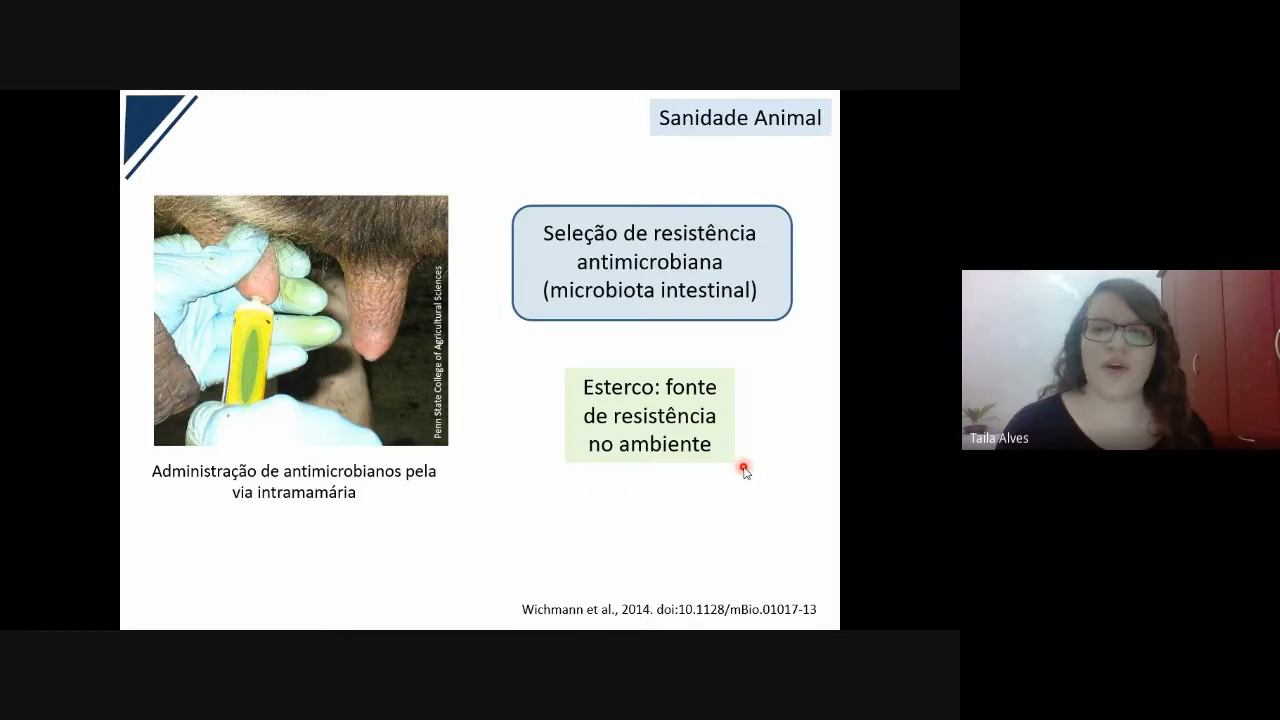 Sanidade Animal
Seleção de resistência
antimicrobiana
(microbiota intestinal)
Penn State College of Agricultural Sciences
Esterco: fonte
de resistência
no ambiente
Administração de antimicrobianos pela
via intramamária
Wichmann et al., 2014. doi:10.1128/mBio.01017-13
Taila Alves